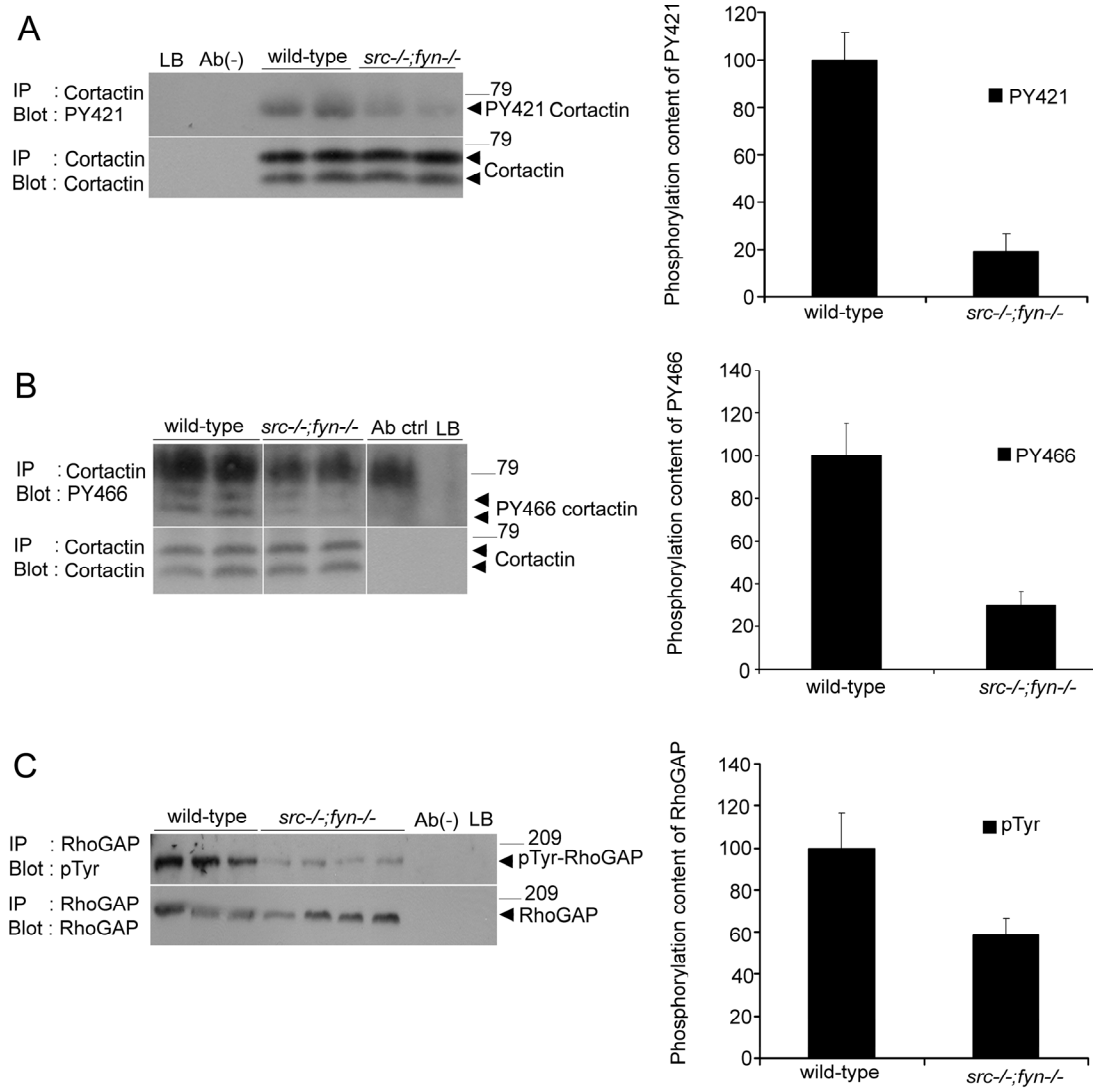 A
LB Ab(-) wild-type src-/-;fyn-/-
IP : Cortactin
Blot : PY421
79
PY421 Cortactin
IP : Cortactin
Blot : Cortactin
79
Cortactin
Phosphorylation content of PY421
120
100
80
60
40
20
0
PY421
wild-type src-/-;fyn-/-
B
wild-type src-/-;fyn-/- Ab ctrl LB
IP : Cortactin
Blot : PY466
79
PY466 cortactin
IP : Cortactin
Blot : Cortactin
79
Cortactin
Phosphorylation content of PY466
140
120
100
80
60
40
20
0
PY466
wild-type src-/-;fyn-/-
C
wild-type src-/-;fyn-/- Ab(-) LB
IP : RhoGAP
Blot : pTyr
209
pTyr-RhoGAP
IP : RhoGAP
Blot : RhoGAP
209
RhoGAP
Phosphorylation content of RhoGAP
140
120
100
80
60
40
20
0
pTyr
wild-type src-/-;fyn-/-